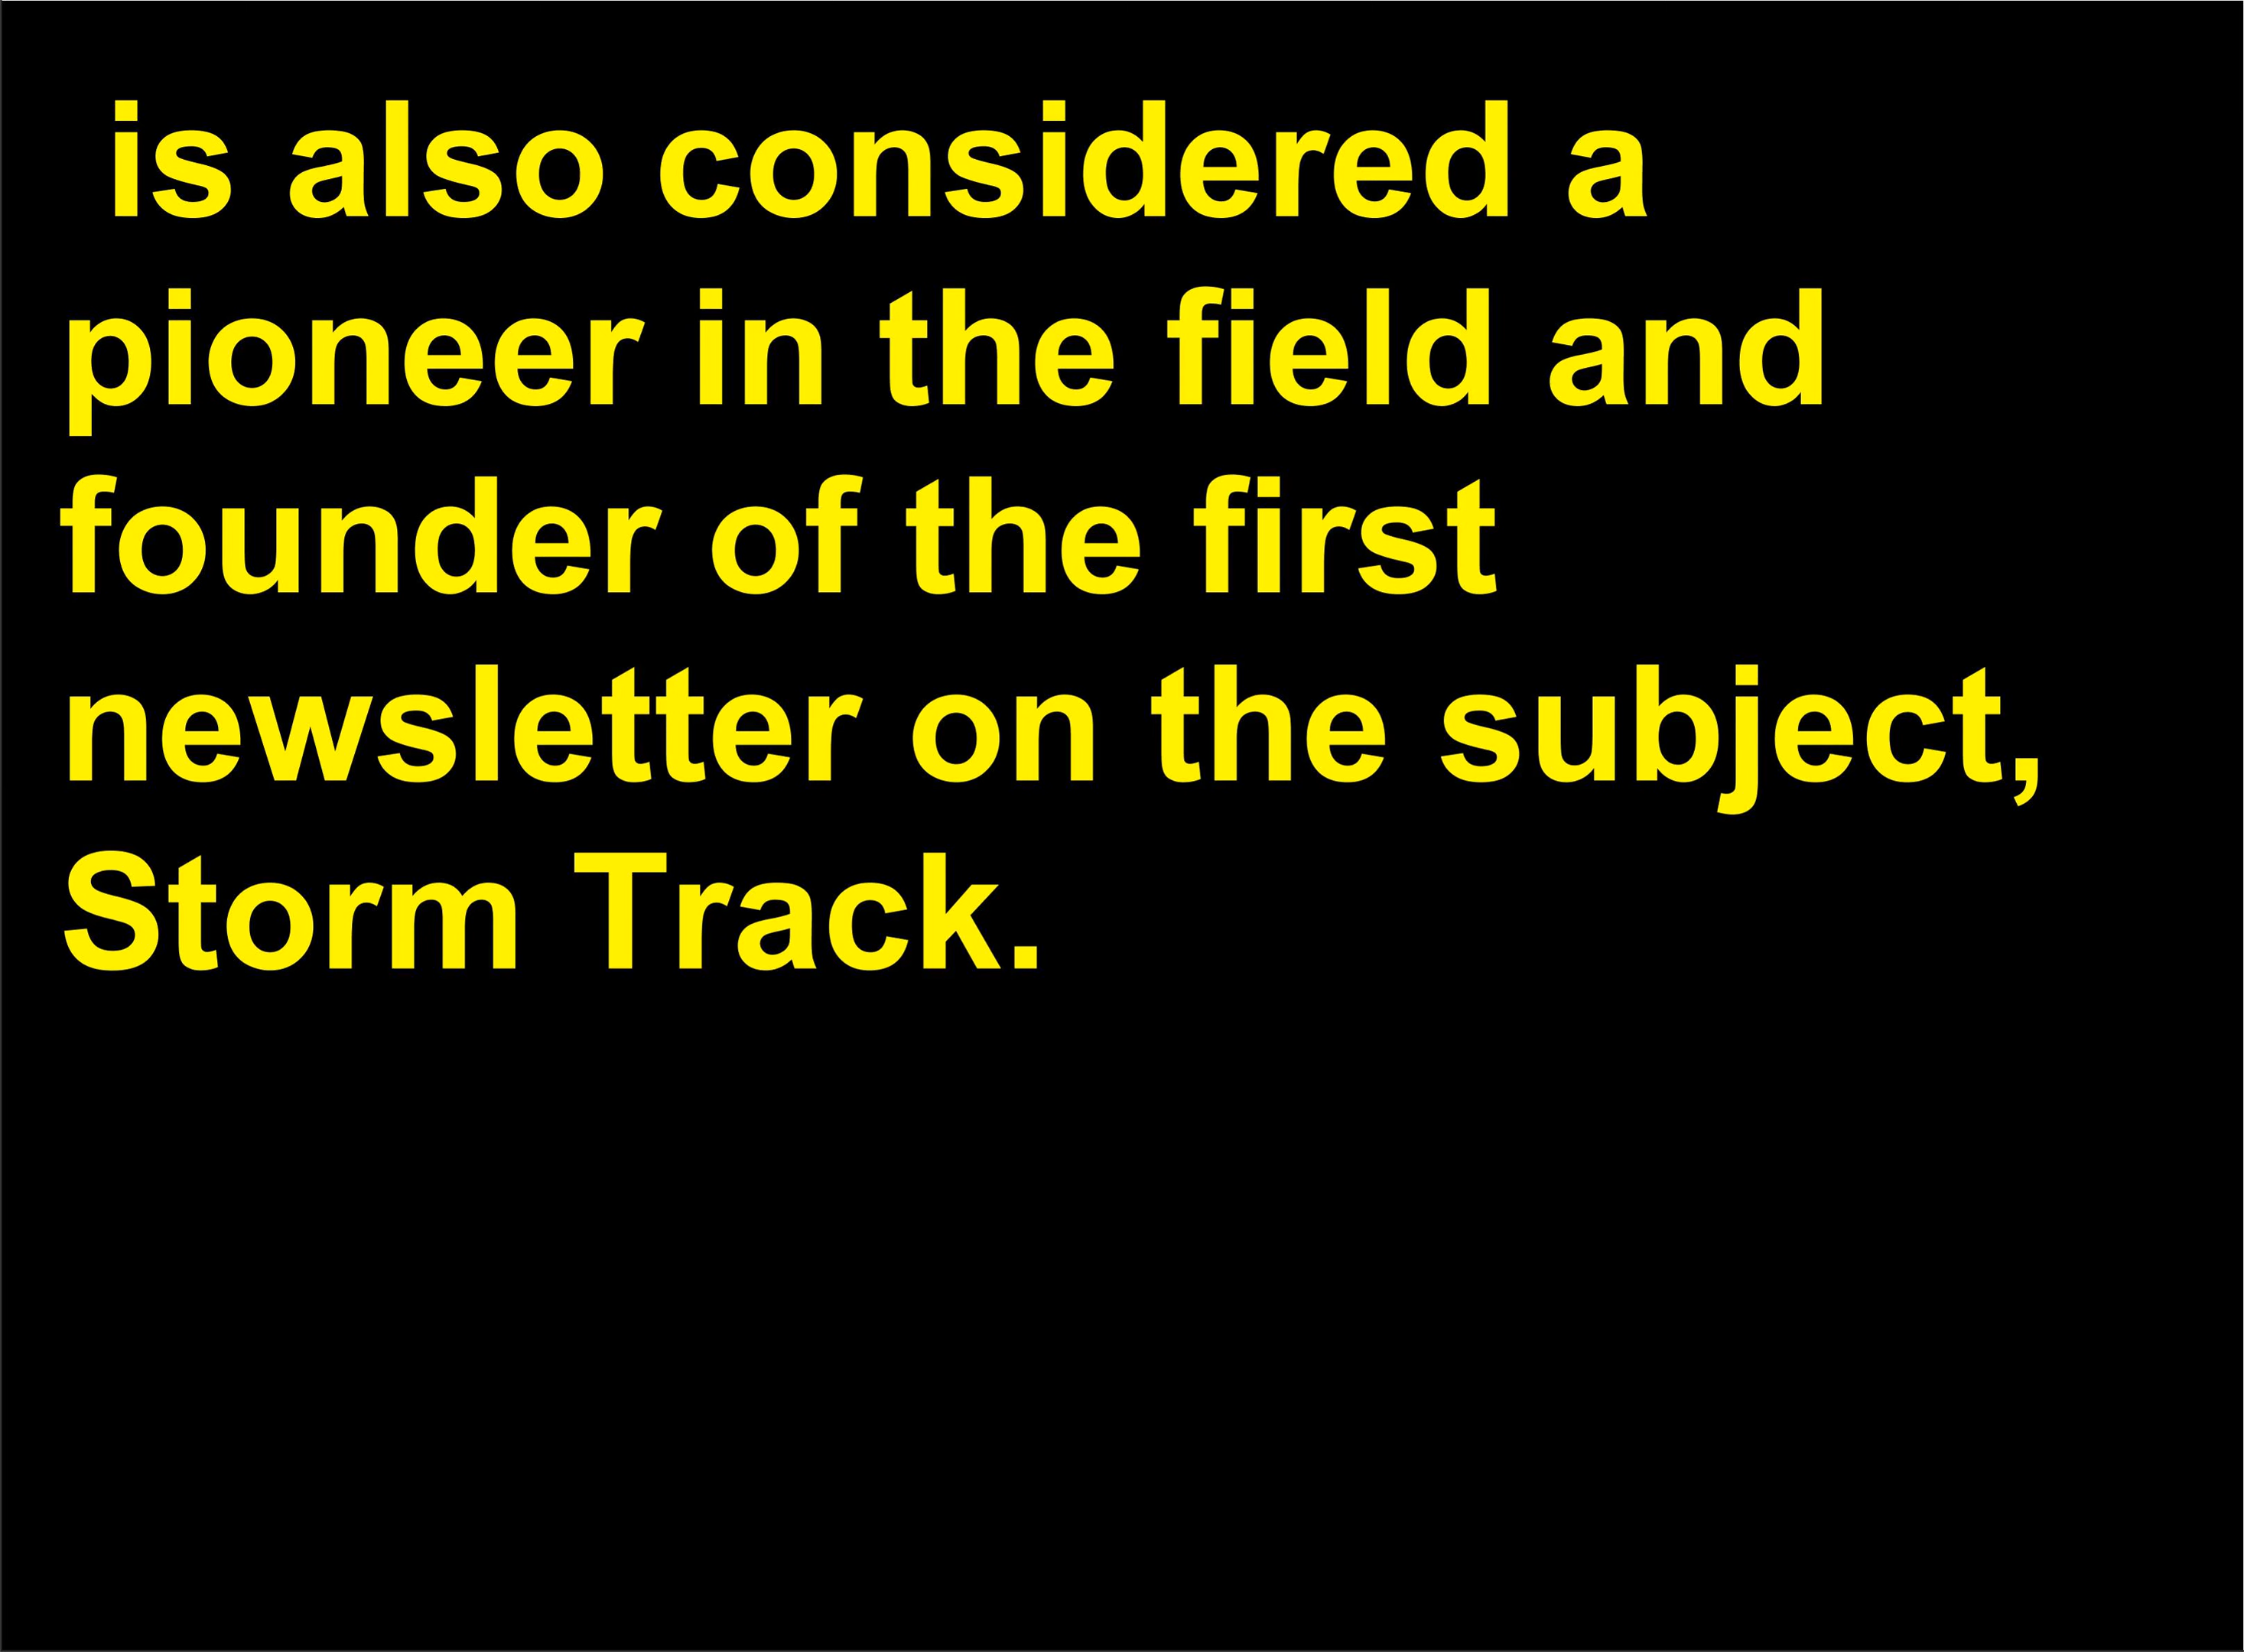 is also considered a
pioneer in the field and
founder of the first
newsletter on the subject,
Storm Track.